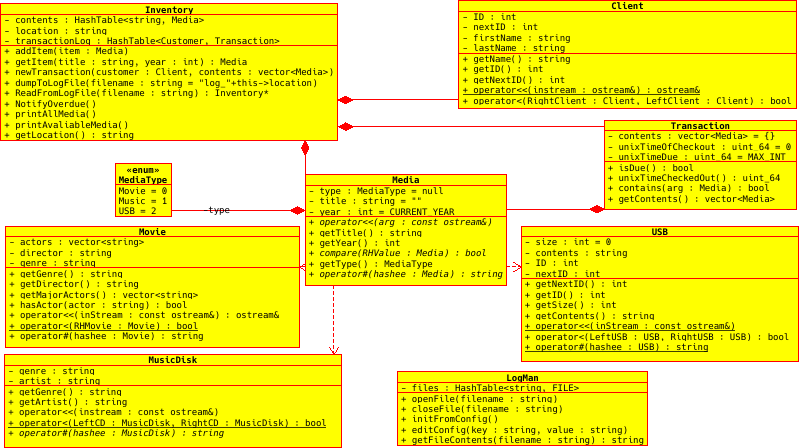 Inventory
- contents : HashTable<string, Media>
- location : string
- transactionLog : HashTable<Customer, Transaction>
+ addItem(item : Media)
+ getItem(title : string, year : int) : Media
+ newTransaction(customer : Client, contents : vector<Media>)
+ dumpToLogFile(filename : string = "log_"+this->location)
+ ReadFromLogFile(filename : string) : Inventory*
+ NotifyOverdue()
+ printAllMedia()
+ printAvaliableMedia()
+ getLocation() : string
Client
- ID : int
- nextID : int
- firstName : string
- lastName : string
+ getName() : string
+ getID() : int
+ getNextID() : int
+ operator<<(instream : ostream&) : ostream&
+ operator<(RightClient : Client, LeftClient : Client) : bool
Transaction
- contents : vector<Media> = {}
- unixTimeOfCheckout : uint_64 = 0
- unixTimeDue : uint_64 = MAX_INT
+ isDue() : bool
+ unixTimeCheckedOut() : uint_64
+ contains(arg : Media) : bool
+ getContents() : vector<Media>
«enum»
MediaType
Movie = 0
Music = 1
USB = 2
-type
Media
- type : MediaType = null
- title : string = ""
- year : int = CURRENT_YEAR
+ operator<<(arg : const ostream&)
+ getTitle() : string
+ getYear() : int
+ compare(RHValue : Media) : bool
+ getType() : MediaType
+ operator#(hashee : Media) : string
Movie
- actors : vector<string>
- director : string
- genre : string
+ getGenre() : string
+ getDirector() : string
+ getMajorActors() : vector<string>
+ hasActor(actor : string) : bool
+ operator<<(inStream : const ostream&) : ostream&
+ operator<(RHMovie : Movie) : bool
+ operator#(hashee : Movie) : string
USB
- size : int = 0
- contents : string
- ID : int
- nextID : int
+ getNextID() : int
+ getID() : int
+ getSize() : int
+ getContents() : string
+ operator<<(inStream : const ostream&)
+ operator<(LeftUSB : USB, RightUSB : USB) : bool
+ operator#(hashee : USB) : string
MusicDisk
- genre : string
- artist : string
+ getGenre() : string
+ getArtist() : string
+ operator<<(instream : const ostream&)
+ operator<(LeftCD : MusicDisk, RightCD : MusicDisk) : bool
+ operator#(hashee : MusicDisk) : string
LogMan
- files : HashTable<string, FILE>
+ openFile(filename : string)
+ closeFile(filename : string)
+ initFromConfig()
+ editConfig(key : string, value : string)
+ getFileContents(filename : string) : string